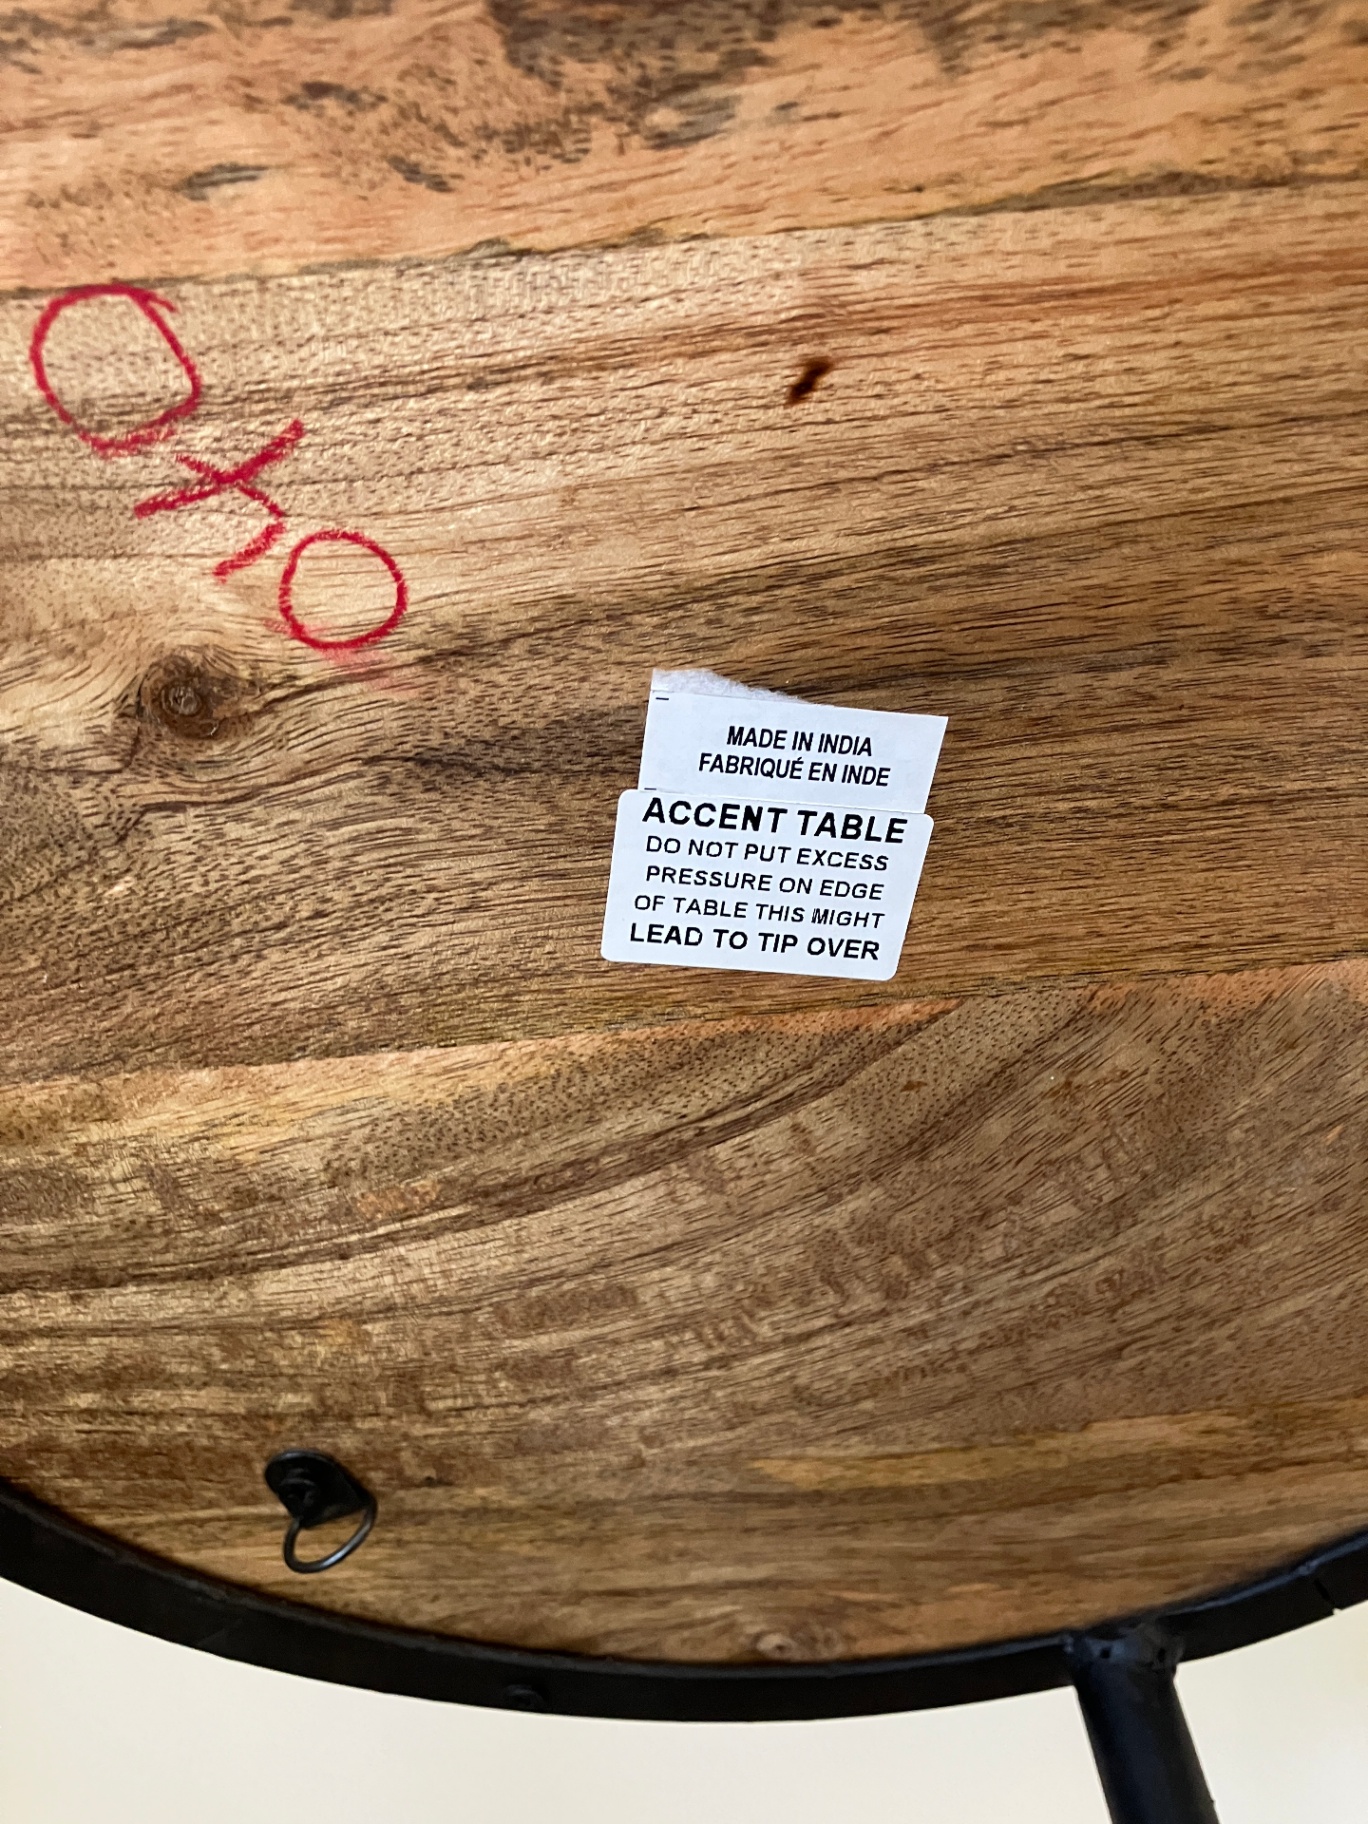 MADE IN INDIA
FABRIQUÉ EN INDE
ACCENT TABLE
DO NOT PUT EXCESS
PRESSURE ON EDGE
OF TABLE THIS MIGHT
LEAD TO TIP OVER